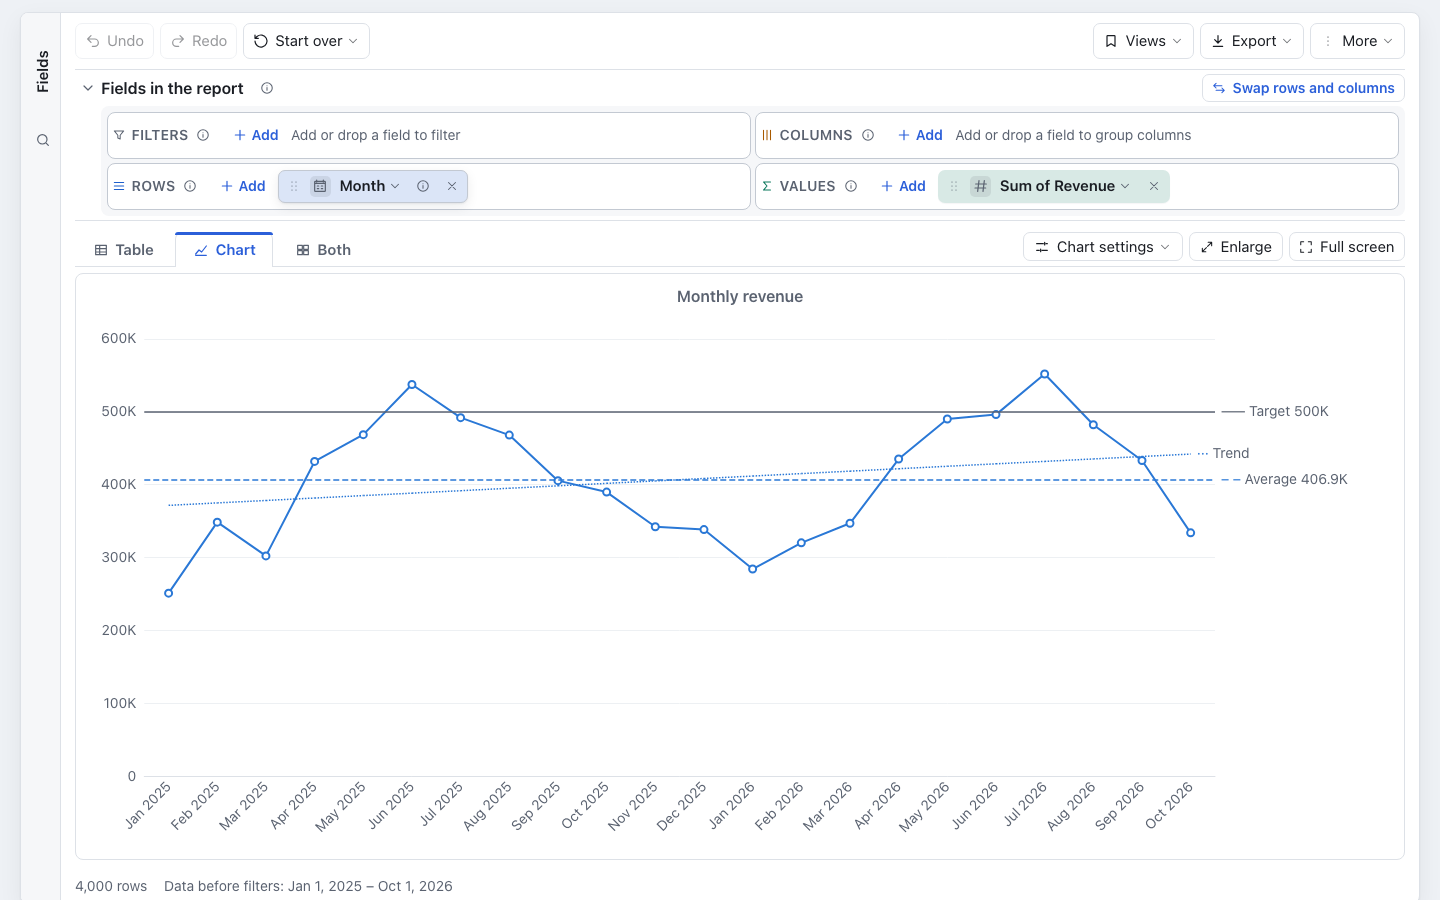 Undo Redo Start over Views Export More
Fields
Fields in the report Swap rows and columns
FILTERS Add Add or drop a field to filter
COLUMNS Add Add or drop a field to group columns
ROWS Add Month
VALUES Add Sum of Revenue
Table Chart Both Chart settings Enlarge Full screen
Monthly revenue
600K
500K
400K
300K
200K
100K
0
Target 500K
Trend
Average 406.9K
Jan 2025
Feb 2025
Mar 2025
Apr 2025
May 2025
Jun 2025
Jul 2025
Aug 2025
Sep 2025
Oct 2025
Nov 2025
Dec 2025
Jan 2026
Feb 2026
Mar 2026
Apr 2026
May 2026
Jun 2026
Jul 2026
Aug 2026
Sep 2026
Oct 2026
4,000 rows Data before filters: Jan 1, 2025 – Oct 1, 2026